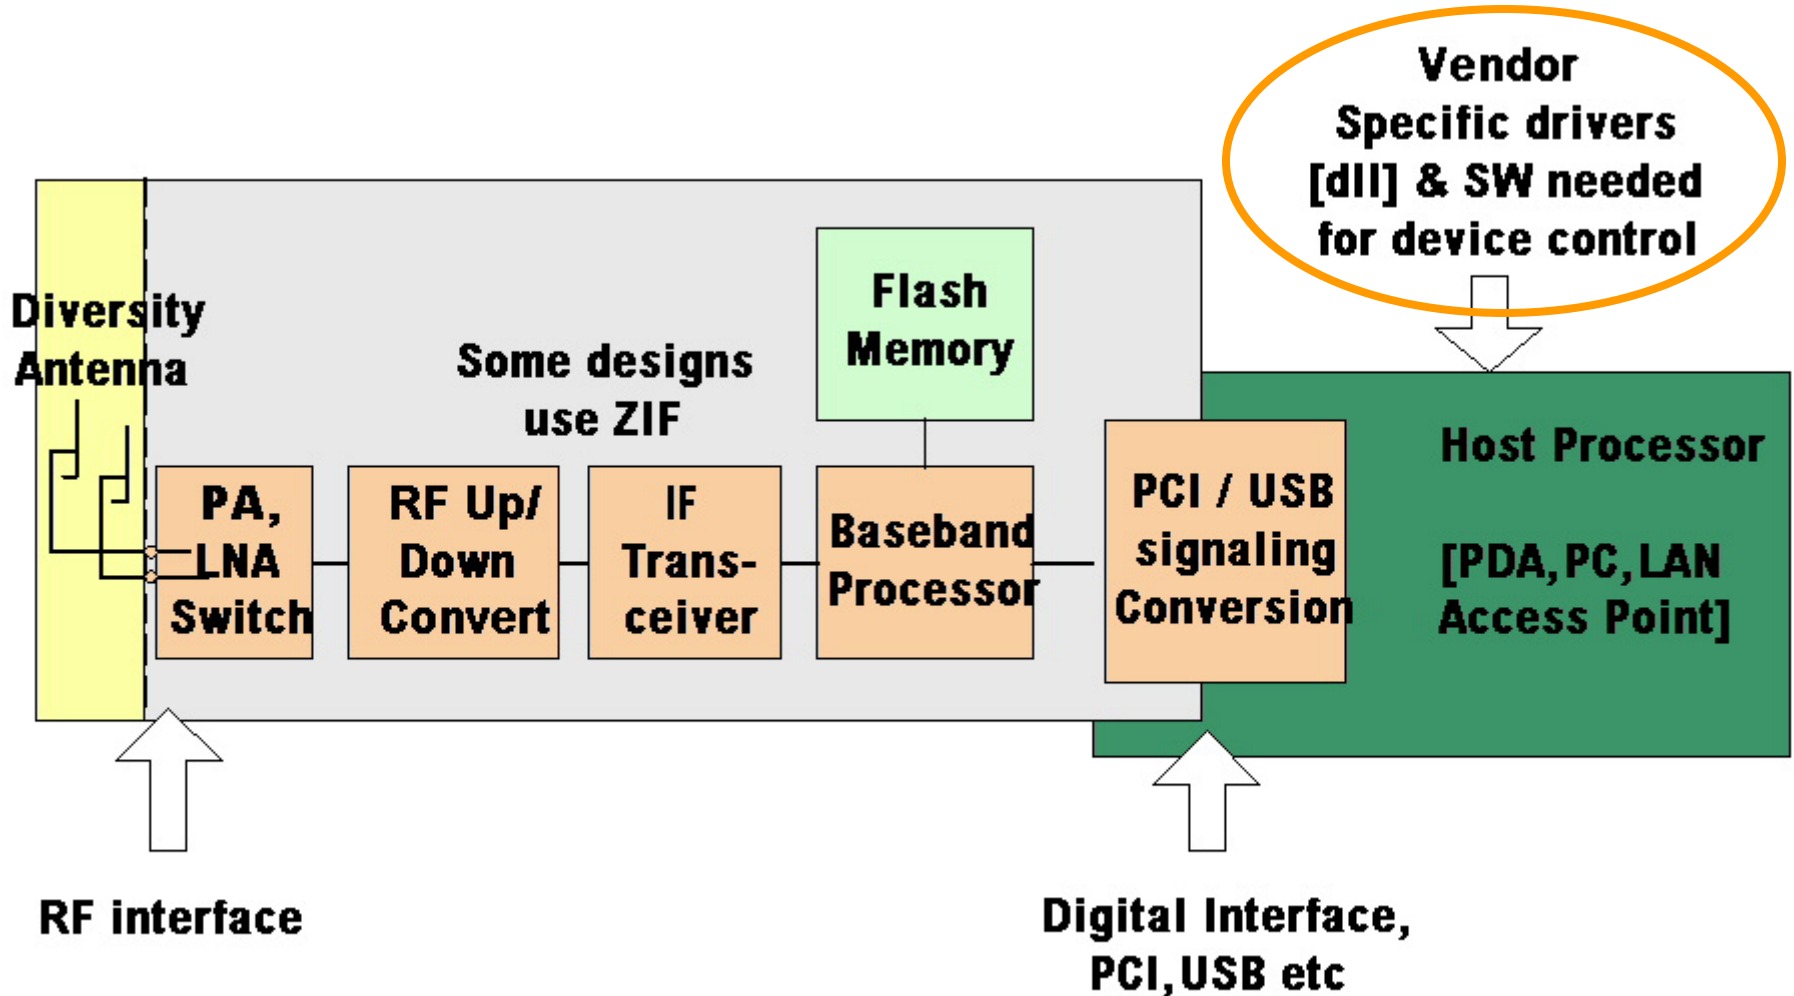 Vendor
Specific drivers
[dll] & SW needed
for device control
Diversity
Antenna
Some designs
use ZIF
Flash
Memory
PA,
LNA
Switch
RF Up/
Down
Convert
IF
Trans-
ceiver
Baseband
Processor
PCI / USB
signaling
Conversion
Host Processor
[PDA, PC, LAN
Access Point]
RF interface
Digital Interface,
PCI, USB etc